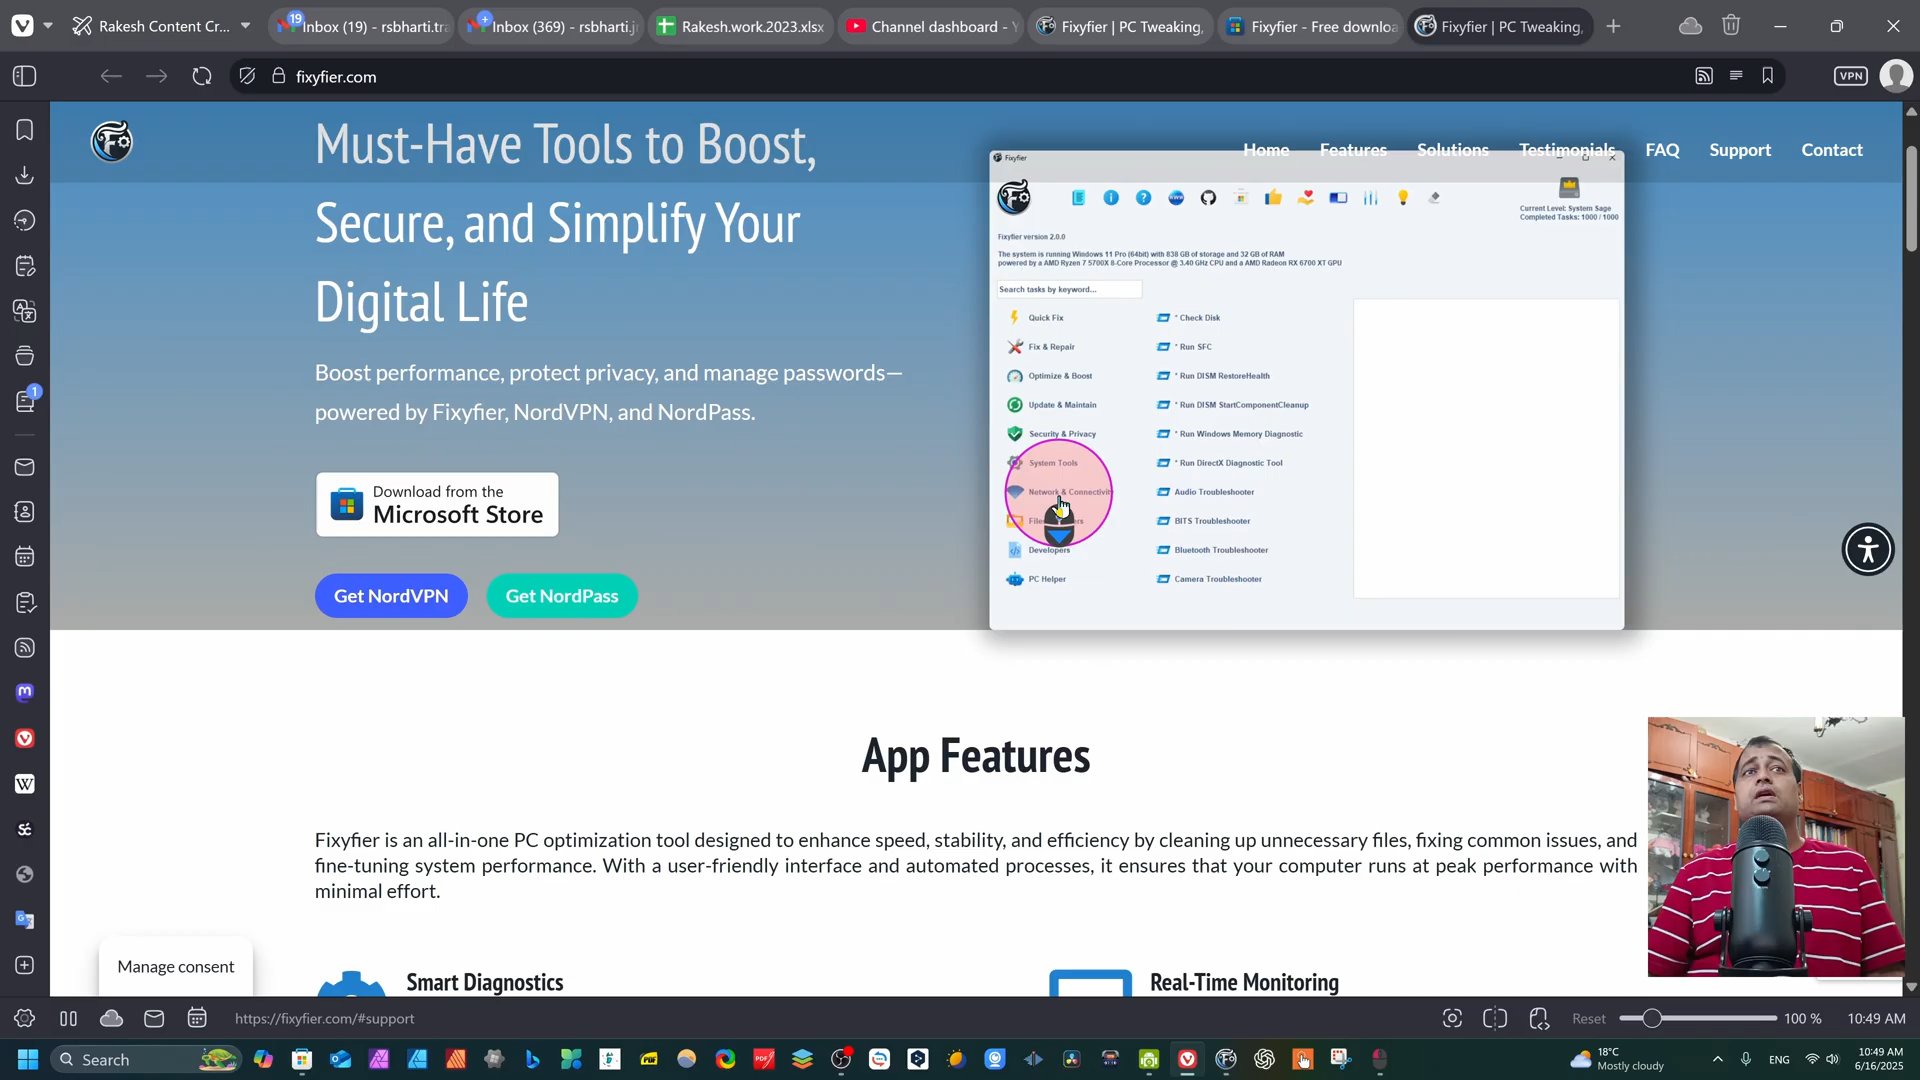 Rakesh Content Cr...
19
Inbox (19) - rsbharti.tra
Inbox (369) - rsbharti.j
Rakesh.work.2023.xlsx
Channel dashboard - Y
Fixyfier | PC Tweaking,
Fixyfier - Free downloa
Fixyfier | PC Tweaking,
fixyfier.com
VPN
Home
Features
Solutions
Testimonials
FAQ
Support
Contact
Must-Have Tools to Boost,
Secure, and Simplify Your
Digital Life
Boost performance, protect privacy, and manage passwords—
powered by Fixyfier, NordVPN, and NordPass.
Download from the
Microsoft Store
Get NordVPN
Get NordPass
Fixyfier
Current Level: System Sage
Completed Tasks: 1000 / 1000
Fixyfier version 2.0.0
The system is running Windows 11 Pro (64bit) with 838 GB of storage and 32 GB of RAM
powered by a AMD Ryzen 7 5700X 8-Core Processor @ 3.40 GHz CPU and a AMD Radeon RX 6700 XT GPU
Search tasks by keyword...
Quick Fix
* Check Disk
Fix & Repair
* Run SFC
Optimize & Boost
* Run DISM RestoreHealth
Update & Maintain
* Run DISM StartComponentCleanup
Security & Privacy
* Run Windows Memory Diagnostic
System Tools
* Run DirectX Diagnostic Tool
Network & Connectivity
Audio Troubleshooter
BITS Troubleshooter
Developers
Bluetooth Troubleshooter
PC Helper
Camera Troubleshooter
1
App Features
Fixyfier is an all-in-one PC optimization tool designed to enhance speed, stability, and efficiency by cleaning up unnecessary files, fixing common issues, and
fine-tuning system performance. With a user-friendly interface and automated processes, it ensures that your computer runs at peak performance with
minimal effort.
Manage consent
Smart Diagnostics
Real-Time Monitoring
https://fixyfier.com/#support
Reset
100 %
10:49 AM
Search
18°C
Mostly cloudy
ENG
10:49 AM
6/16/2025